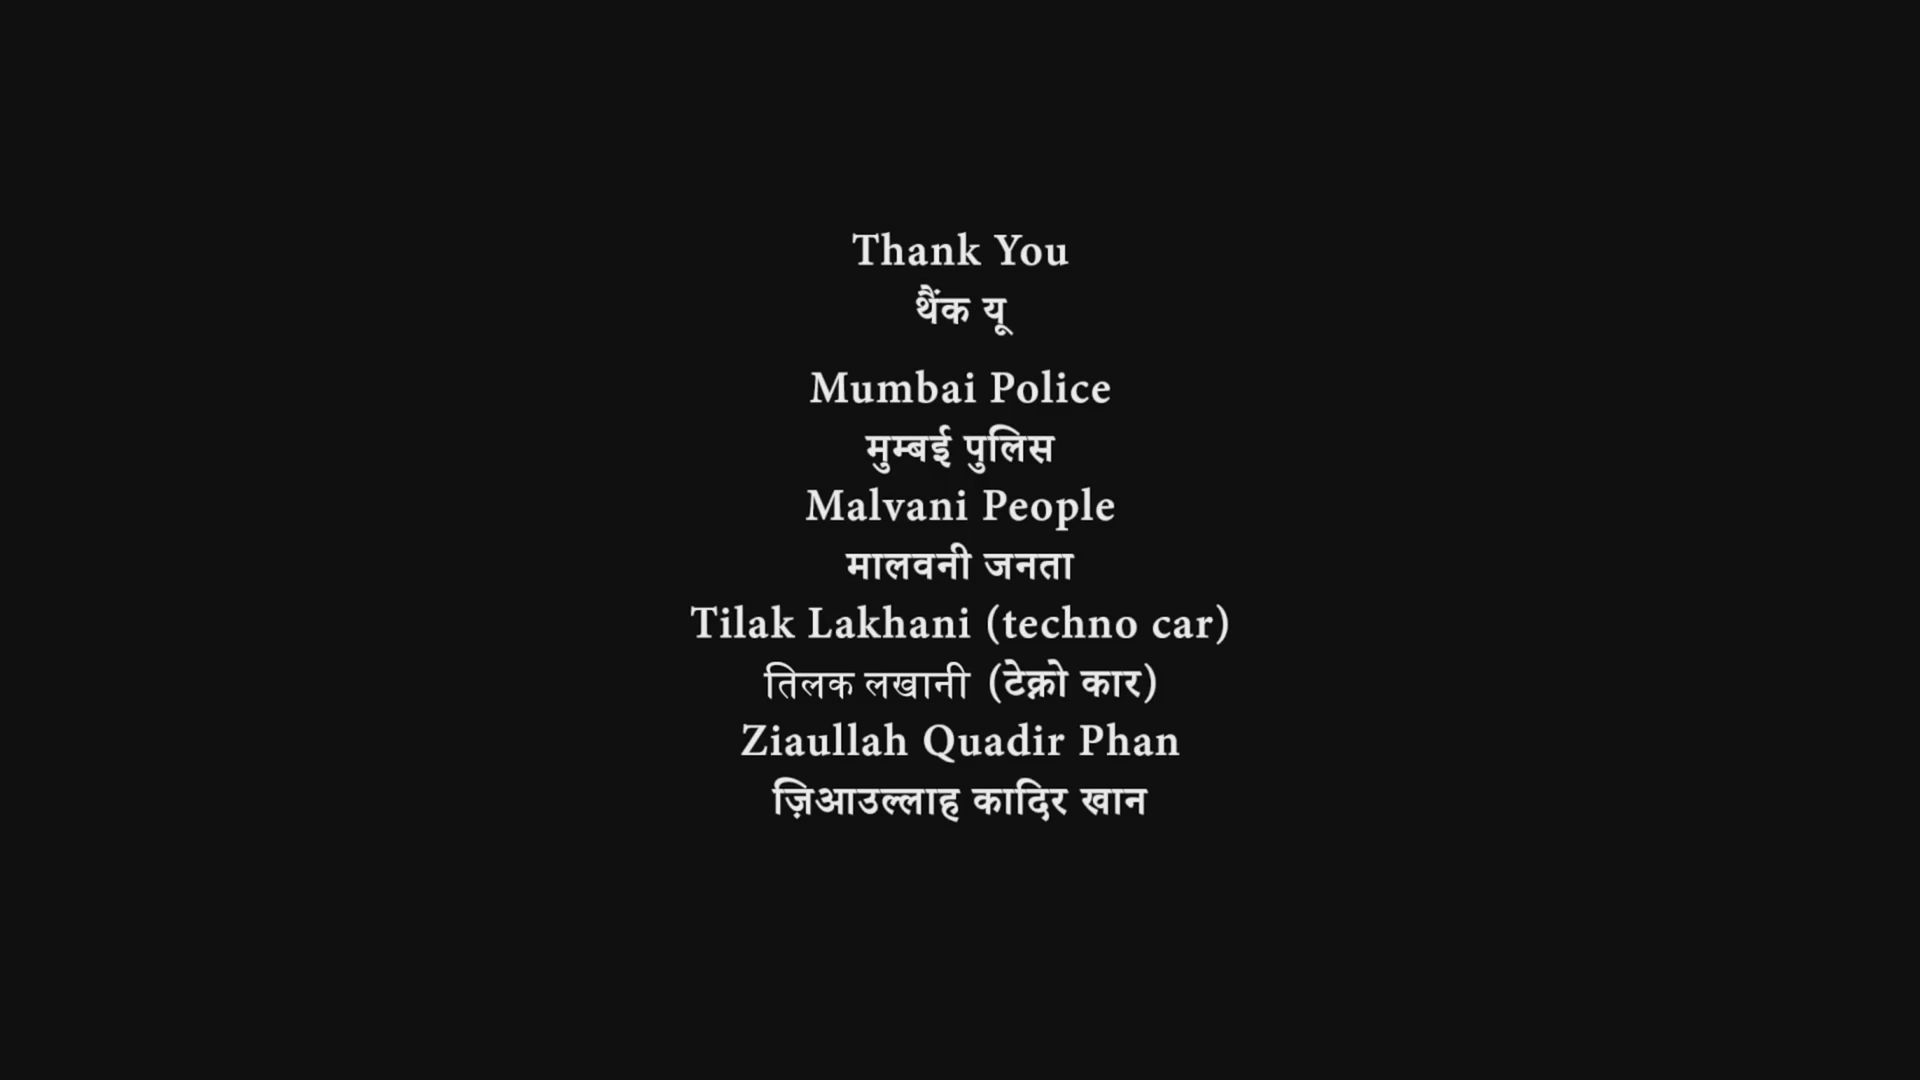 Thank You
थैंक यू
Mumbai Police
मुम्बई पुलिस
Malvani People
मालवनी जनता
Tilak Lakhani (techno car)
तिलक लखानी (टेक्नो कार)
Ziaullah Quadir Phan
ज़िआउल्लाह कादिर खान